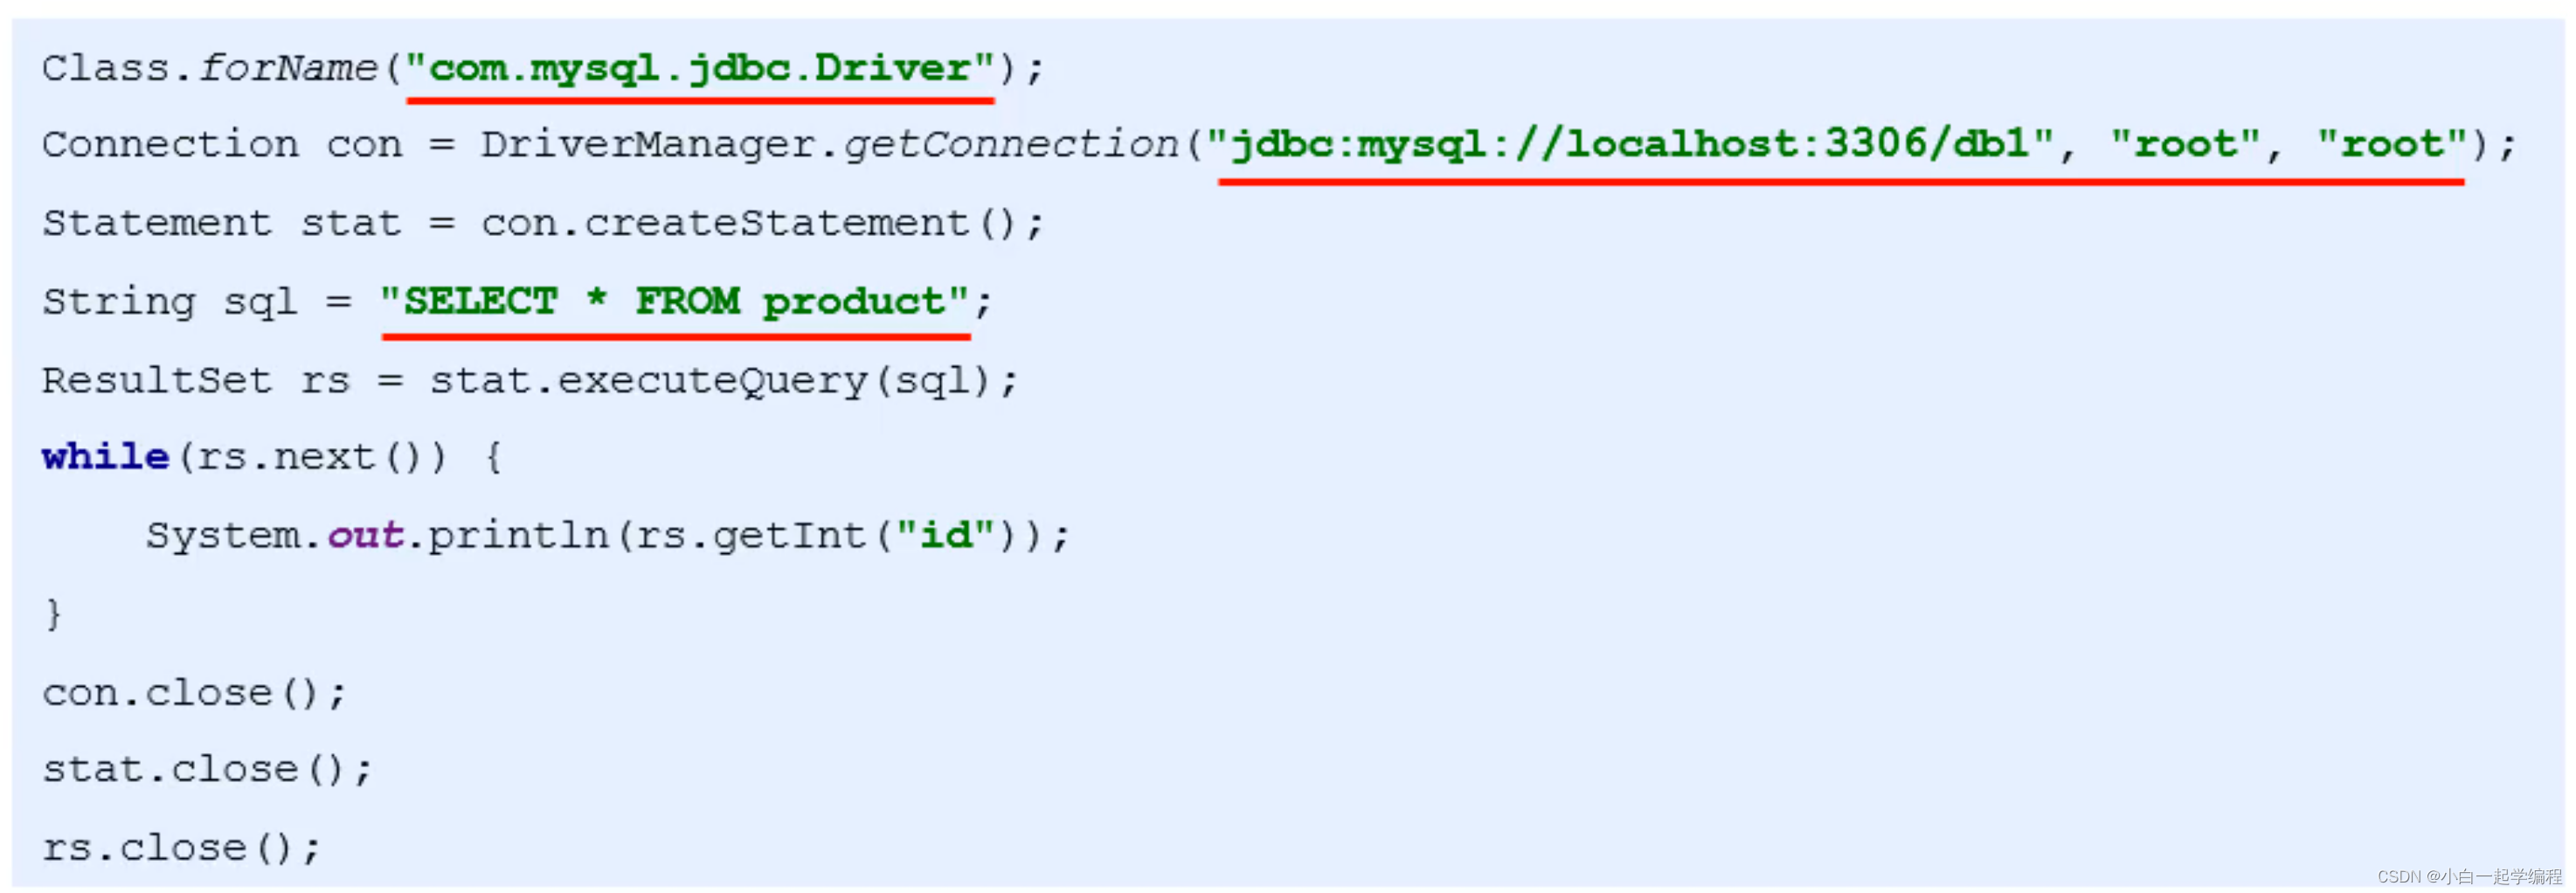 Class.forName("com.mysql.jdbc.Driver");
Connection con = DriverManager.getConnection("jdbc:mysql://localhost:3306/db1", "root", "root");
Statement stat = con.createStatement();
String sql = "SELECT * FROM product";
ResultSet rs = stat.executeQuery(sql);
while(rs.next()) {
    System.out.println(rs.getInt("id"));
}
con.close();
stat.close();
rs.close();
CSDN @小白一起学编程